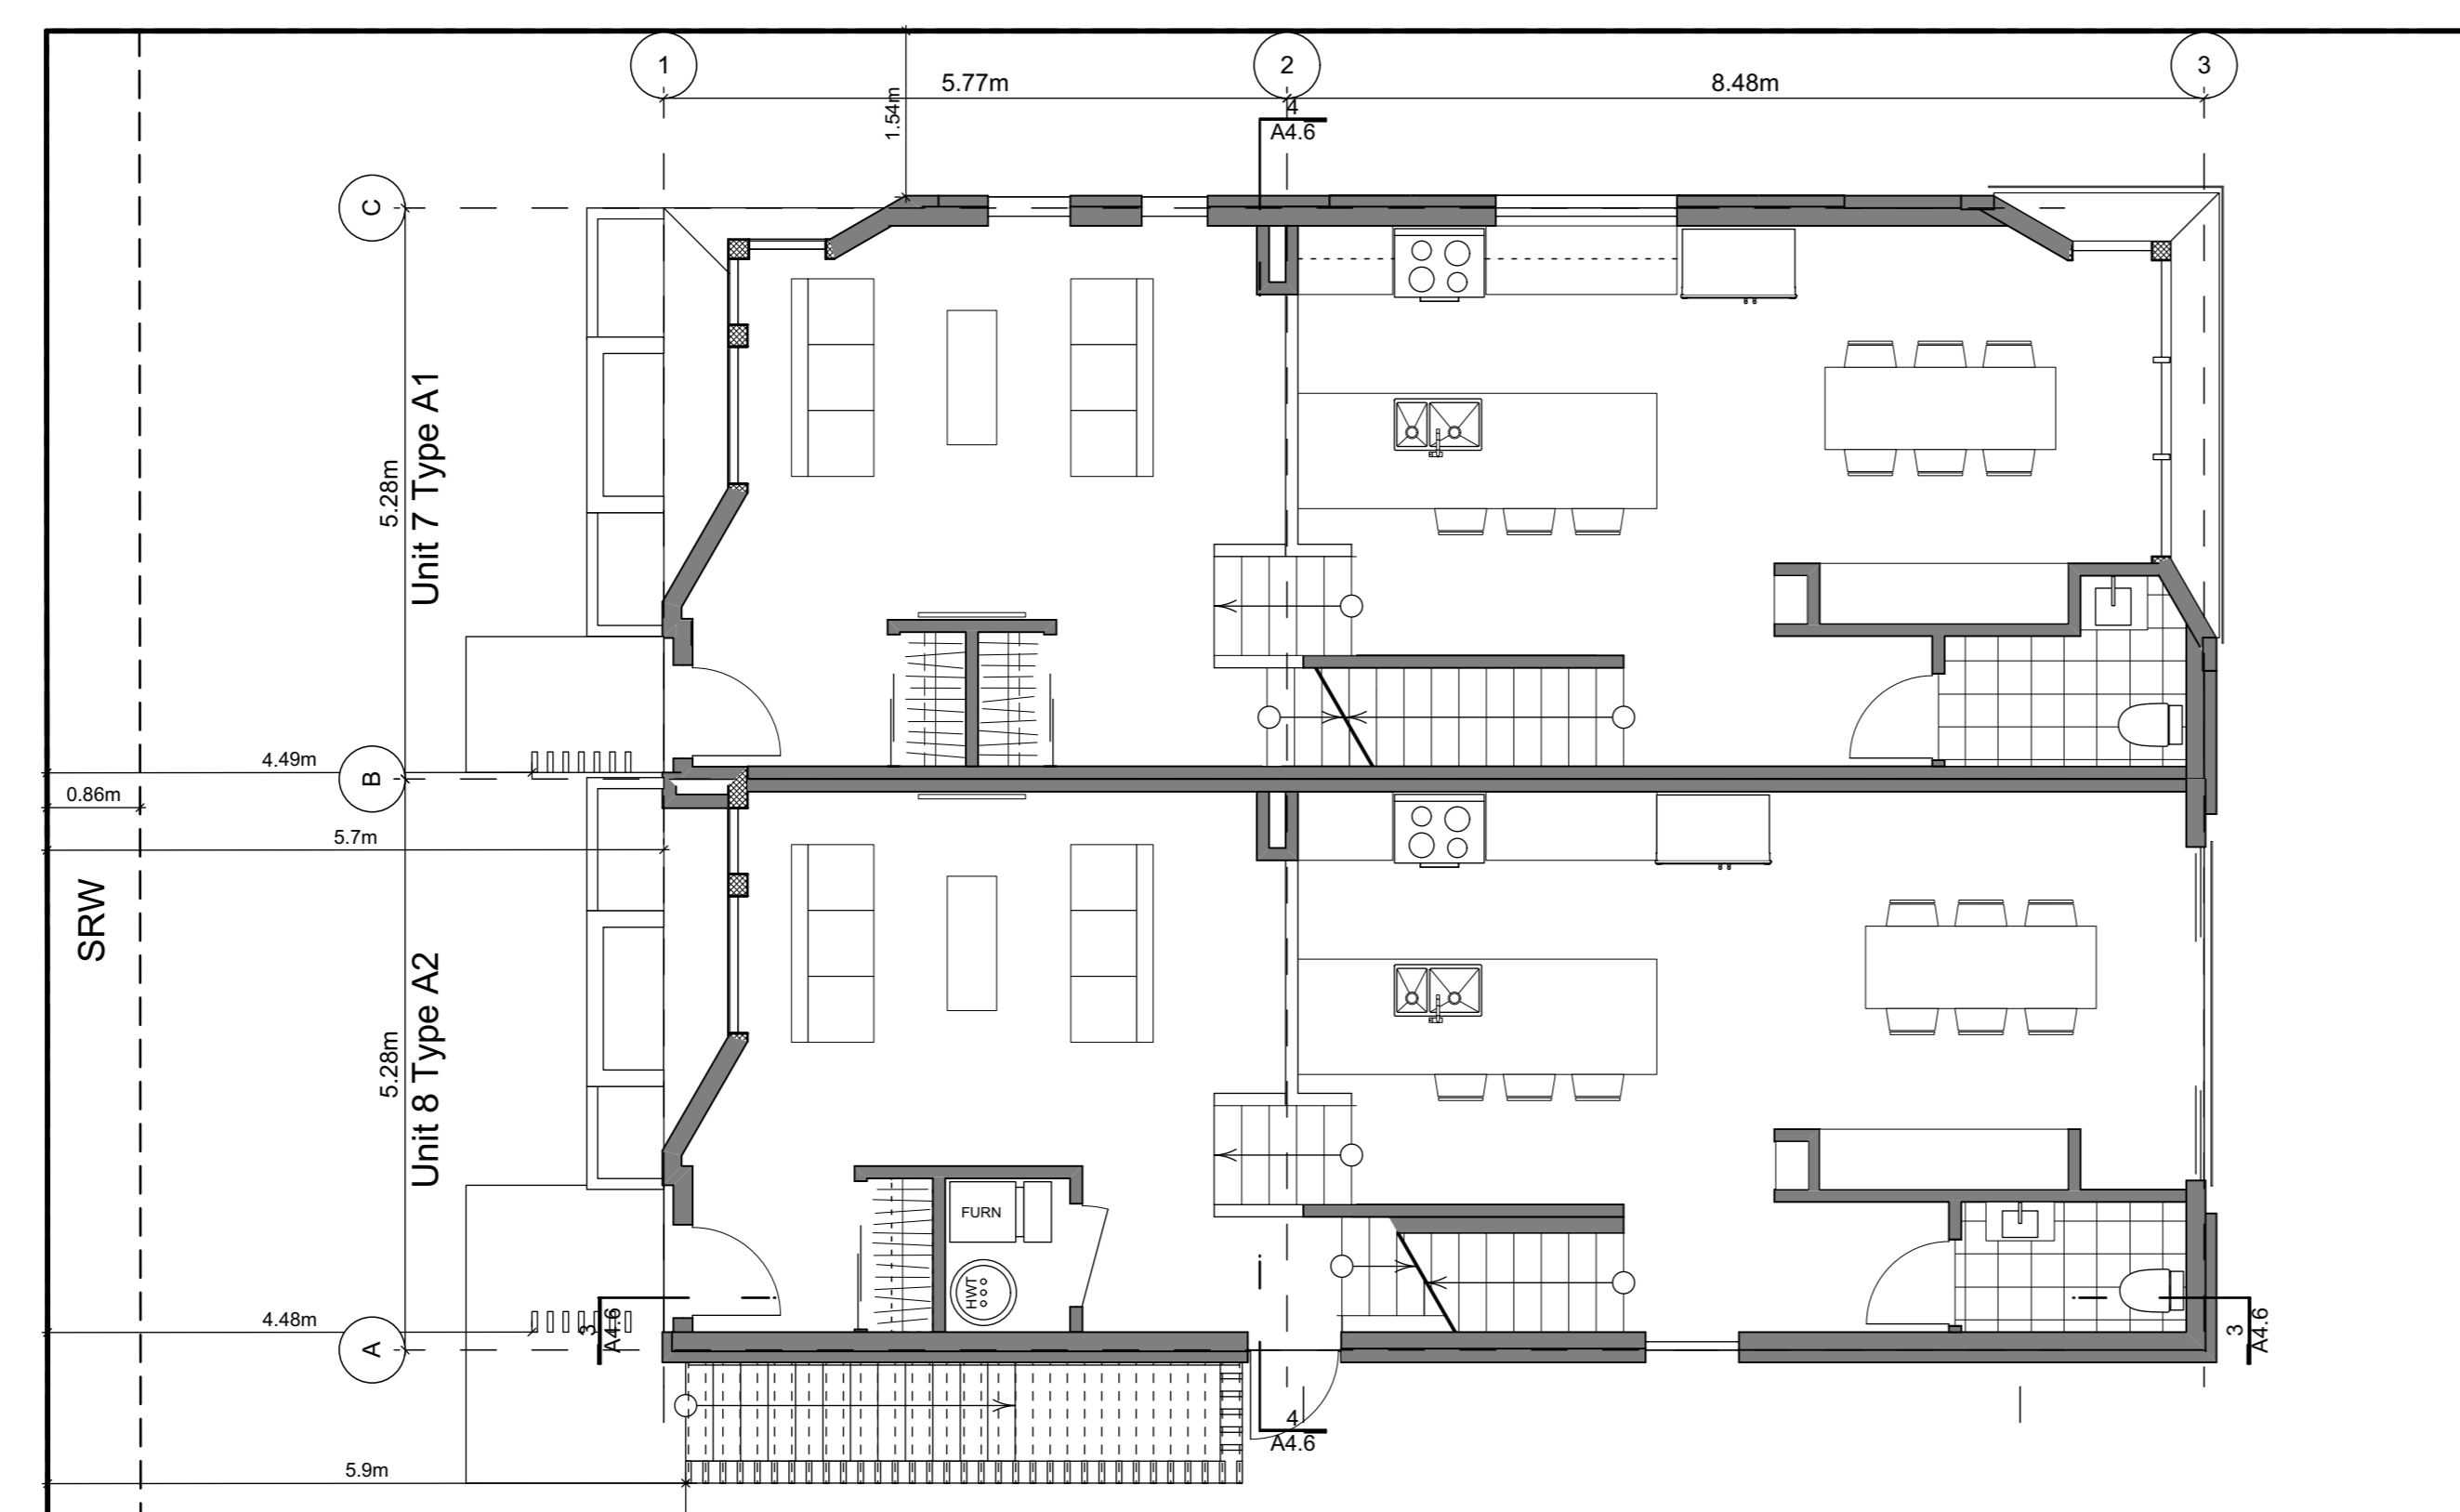 1
2
3
5.77m
8.48m
1.54m
4
A4.6
C
Unit 7 Type A1
5.28m
4.49m
B
0.86m
5.7m
SRW
Unit 8 Type A2
5.28m
FURN
HWT
4.48m
A
3
A4.6
3
A4.6
4
A4.6
5.9m